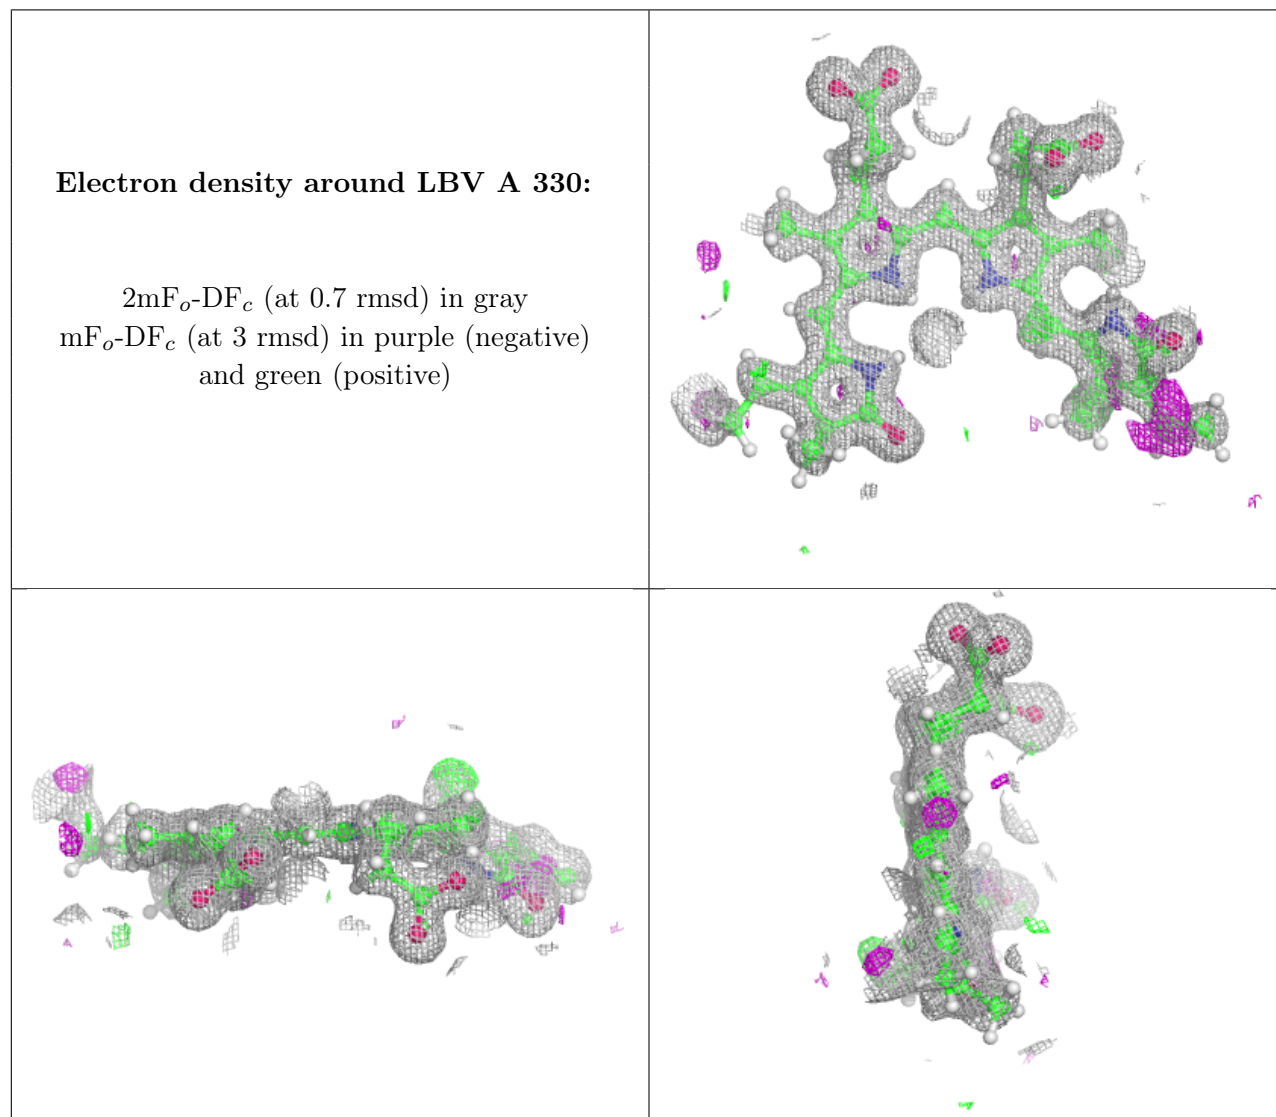 Electron density around LBV A 330:
2mFo-DFc (at 0.7 rmsd) in gray
mFo-DFc (at 3 rmsd) in purple (negative)
and green (positive)